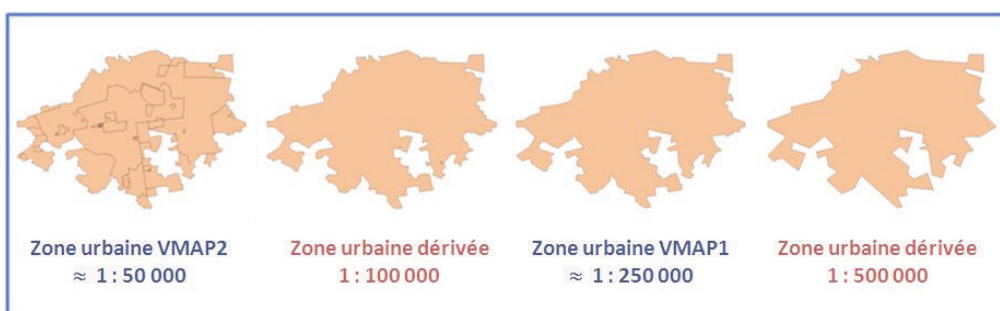 Zone urbaine VMAP2
≈ 1 : 50 000
Zone urbaine dérivée
1 : 100 000
Zone urbaine VMAP1
≈ 1 : 250 000
Zone urbaine dérivée
1 : 500 000